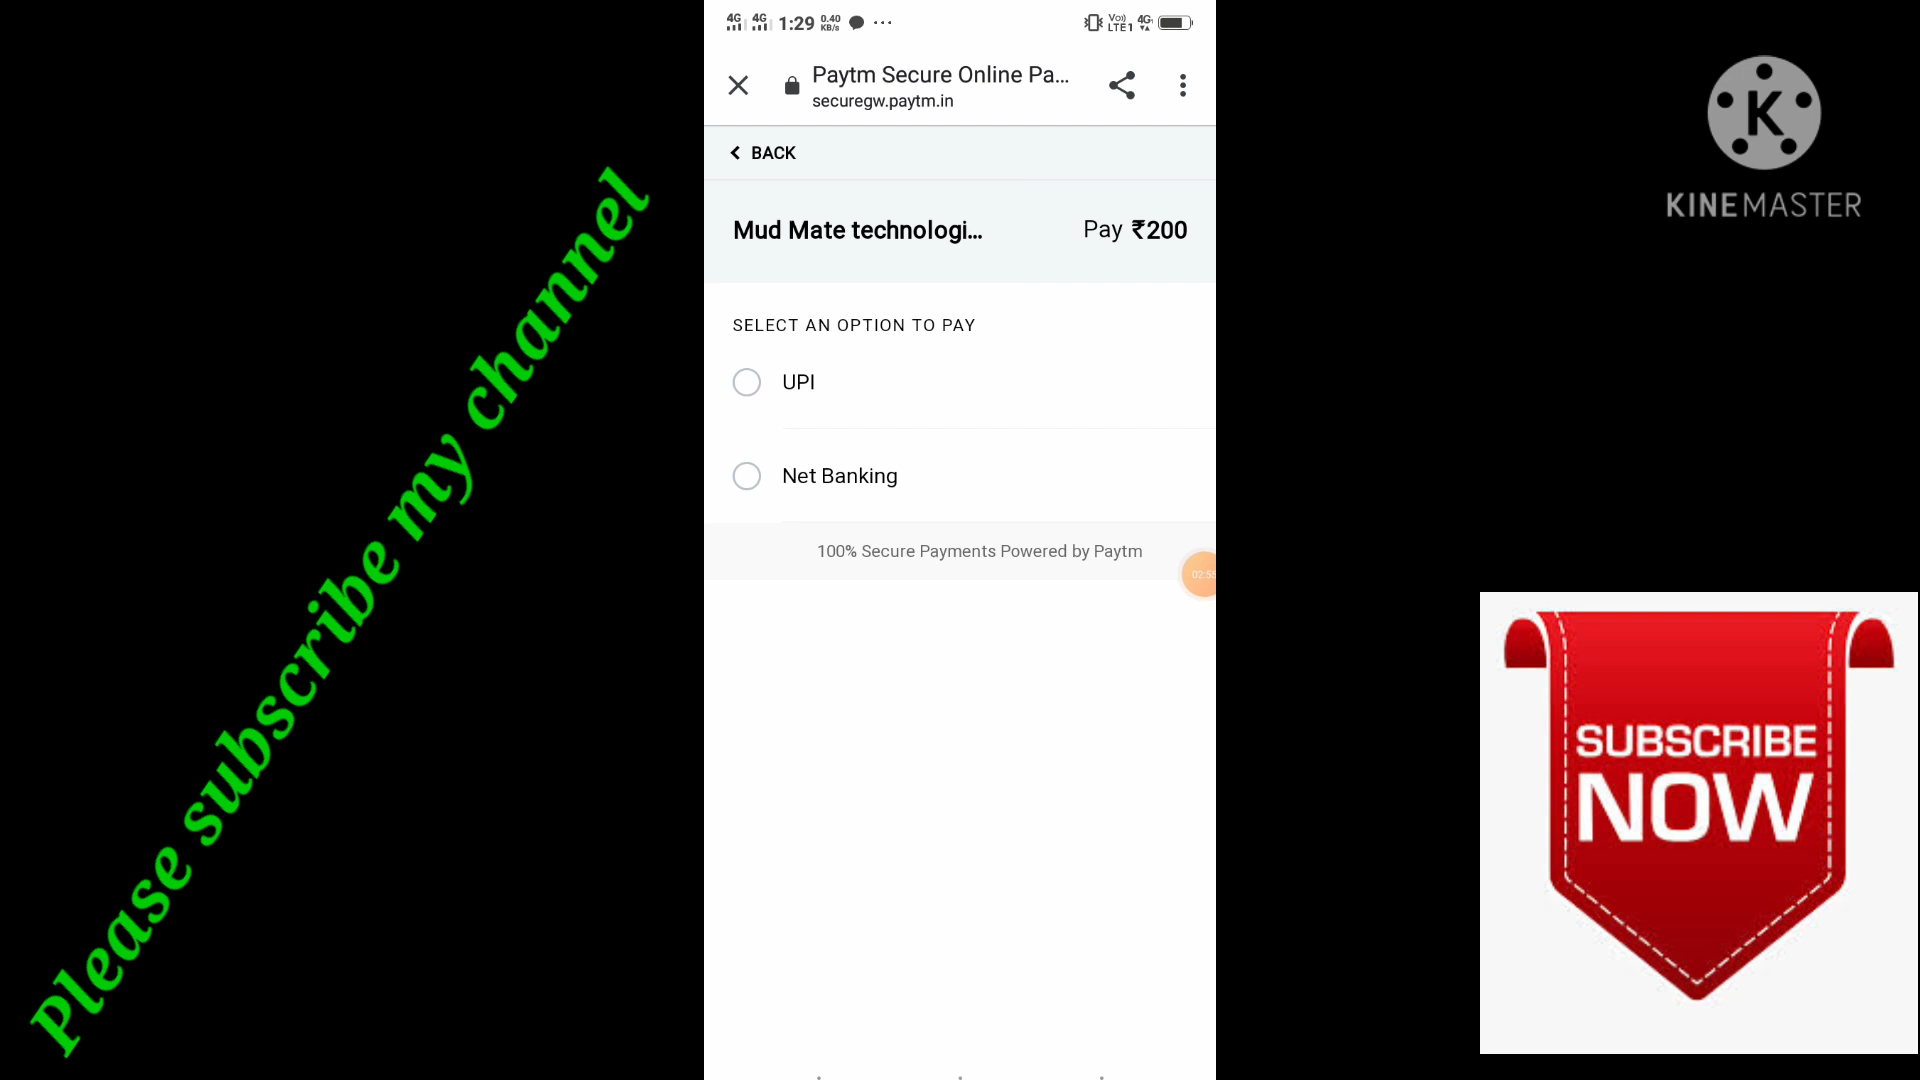 4G 4G 1:29 0.40 KB/s ... Vo)) LTE1 4G
Paytm Secure Online Pa...
securegw.paytm.in
BACK
Mud Mate technologi... Pay ₹200
SELECT AN OPTION TO PAY
UPI
Net Banking
100% Secure Payments Powered by Paytm
Please subscribe my channel
K
KINEMASTER
SUBSCRIBE
NOW